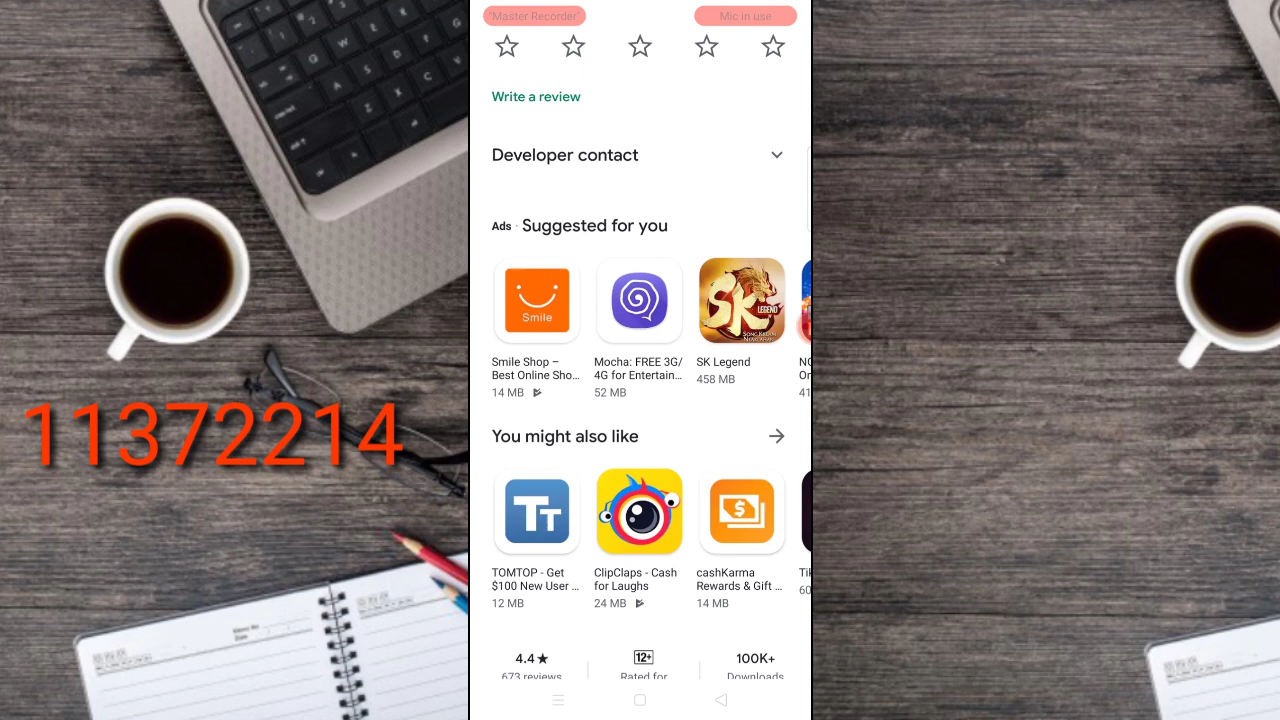 "Master Recorder"
Mic in use
Write a review
Developer contact
Ads · Suggested for you
Smile
LEGEND
SK
Smile Shop –
Best Online Sho...
14 MB
Mocha: FREE 3G/
4G for Entertain...
52 MB
SK Legend
458 MB
11372214
You might also like
TT
TOMTOP - Get
$100 New User ...
12 MB
ClipClaps - Cash
for Laughs
24 MB
cashKarma
Rewards & Gift ...
14 MB
4.4★
673 reviews
12+
Rated for
100K+
Downloads